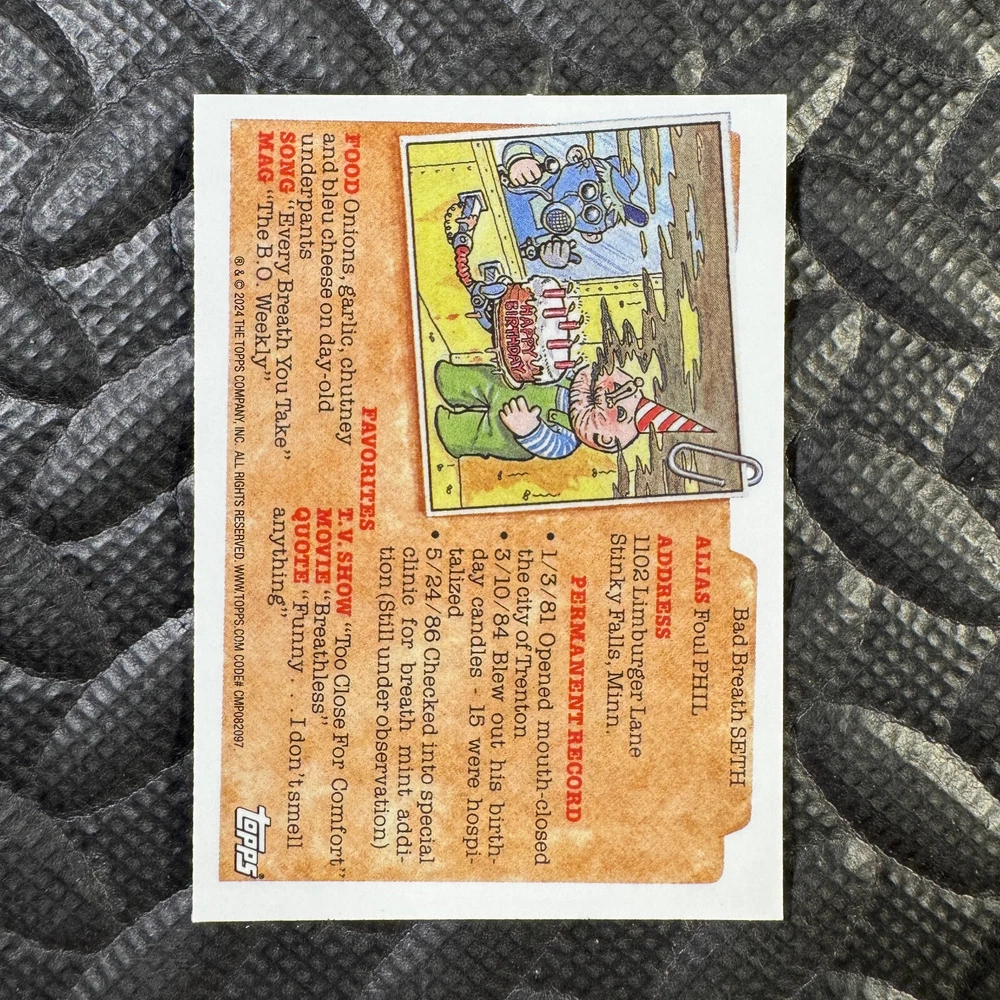 Bad Breath SETH
ALIAS Foul PHIL
ADDRESS
1102 Limburger Lane
Stinky Falls, Minn.
PERMANENT RECORD
• 1/3/81 Opened mouth-closed
the city of Trenton
• 3/10/84 Blew out his birth-
day candles - 15 were hospi-
talized
• 5/24/86 Checked into special
clinic for breath mint addi-
tion (Still under observation)
HAPPY
BIRTHDAY
FAVORITES
FOOD Onions, garlic, chutney
and bleu cheese on day-old
underpants
SONG "Every Breath You Take"
MAG "The B.O. Weekly"
T.V. SHOW "Too Close For Comfort"
MOVIE "Breathless"
QUOTE "Funny . . . I don't smell
anything"
® & © 2024 THE TOPPS COMPANY, INC. ALL RIGHTS RESERVED. WWW.TOPPS.COM CODE# CMP082097.
topps®